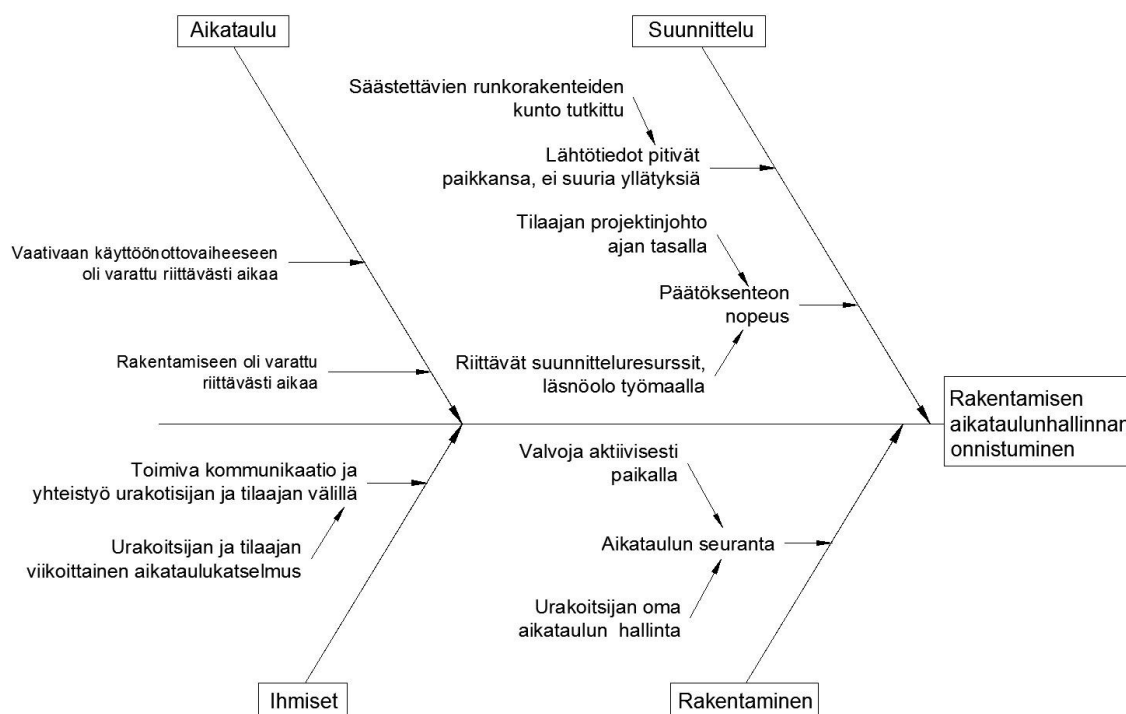 Aikataulu
Suunnittelu
Säästettävien runkorakenteiden
kunto tutkittu
Lähtötiedot pitivät
paikkansa, ei suuria yllätyksiä
Tilaajan projektinjohto
ajan tasalla
Vaativaan käyttöönottovaiheeseen
oli varattu riittävästi aikaa
Päätöksenteon
nopeus
Rakentamiseen oli varattu
riittävästi aikaa
Riittävät suunnitteluresurssit,
läsnöolo työmaalla
Rakentamisen
aikataulunhallinnan
onnistuminen
Toimiva kommunikaatio ja
yhteistyö urakotisijan ja tilaajan välillä
Urakoitsijan ja tilaajan
viikoittainen aikataulukatselmus
Valvoja aktiivisesti
paikalla
Aikataulun seuranta
Urakoitsijan oma
aikataulun hallinta
Ihmiset
Rakentaminen